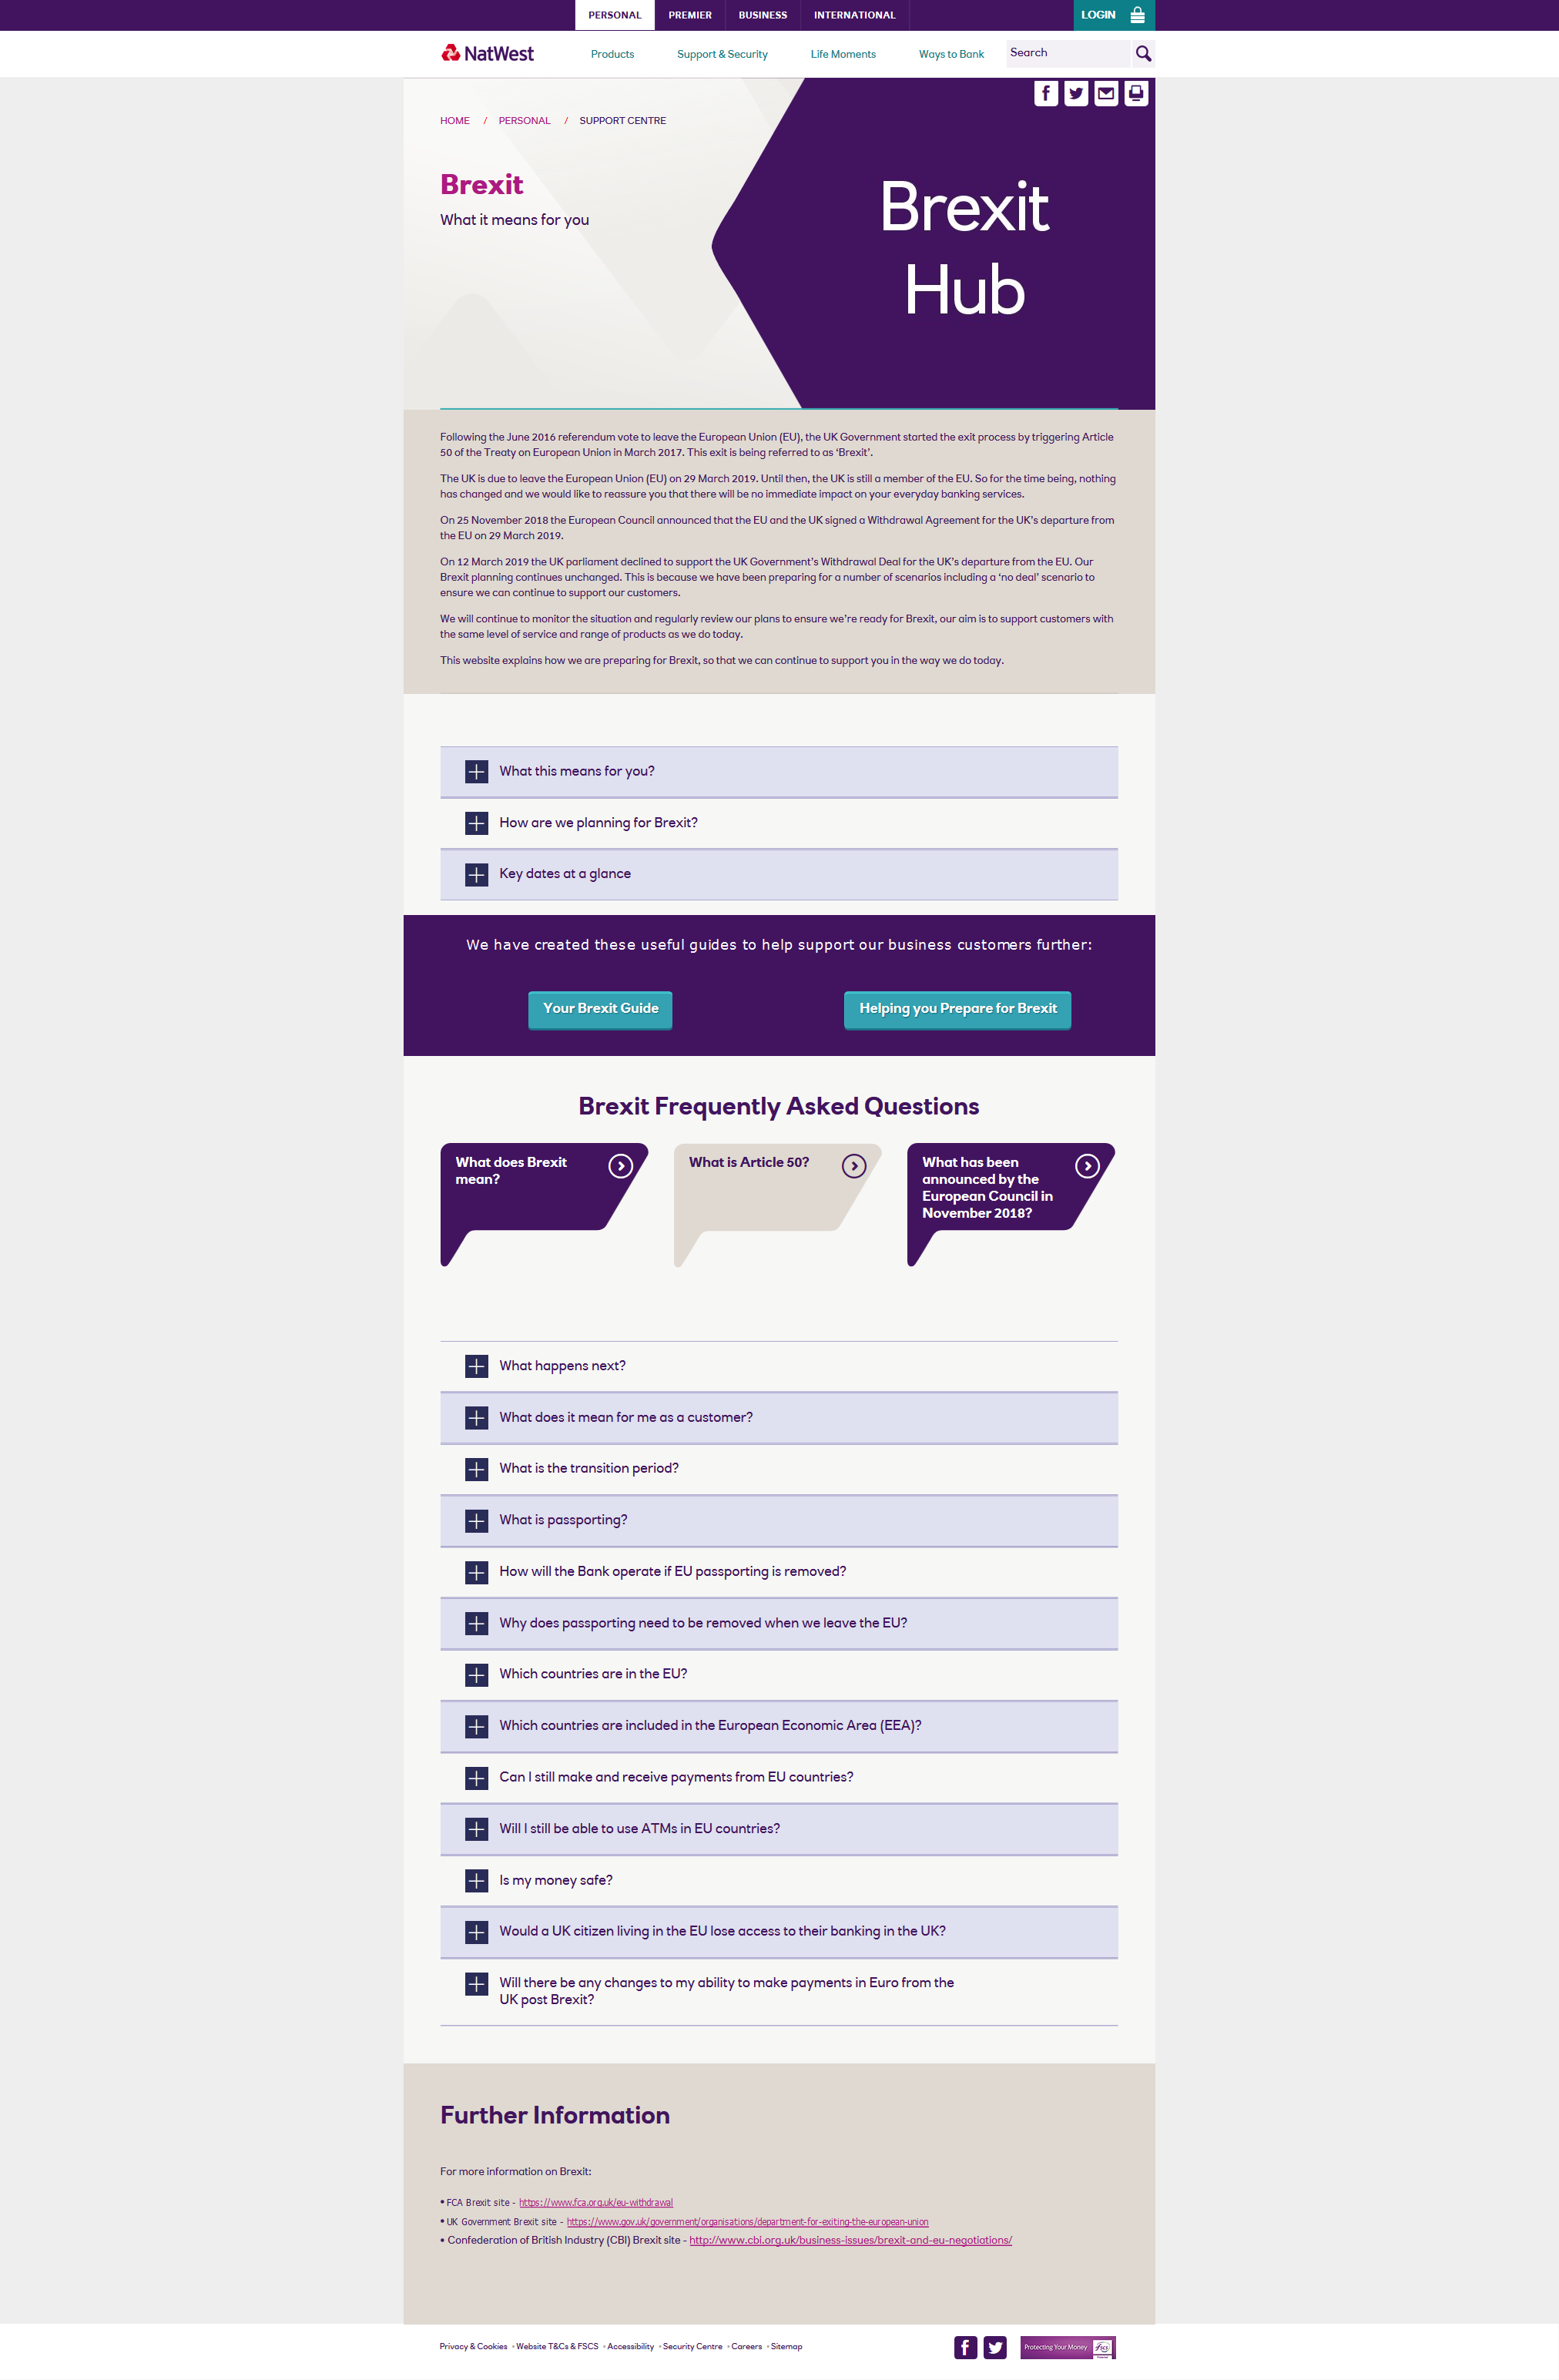 PERSONAL PREMIER BUSINESS INTERNATIONAL LOGIN
NatWest Products Support & Security Life Moments Ways to Bank Search
HOME / PERSONAL / SUPPORT CENTRE
Brexit
What it means for you
Brexit
Hub
Following the June 2016 referendum vote to leave the European Union (EU), the UK Government started the exit process by triggering Article
50 of the Treaty on European Union in March 2017. This exit is being referred to as ‘Brexit’.
The UK is due to leave the European Union (EU) on 29 March 2019. Until then, the UK is still a member of the EU. So for the time being, nothing
has changed and we would like to reassure you that there will be no immediate impact on your everyday banking services.
On 25 November 2018 the European Council announced that the EU and the UK signed a Withdrawal Agreement for the UK’s departure from
the EU on 29 March 2019.
On 12 March 2019 the UK parliament declined to support the UK Government’s Withdrawal Deal for the UK’s departure from the EU. Our
Brexit planning continues unchanged. This is because we have been preparing for a number of scenarios including a ‘no deal’ scenario to
ensure we can continue to support our customers.
We will continue to monitor the situation and regularly review our plans to ensure we’re ready for Brexit, our aim is to support customers with
the same level of service and range of products as we do today.
This website explains how we are preparing for Brexit, so that we can continue to support you in the way we do today.
What this means for you?
How are we planning for Brexit?
Key dates at a glance
We have created these useful guides to help support our business customers further:
Your Brexit Guide
Helping you Prepare for Brexit
Brexit Frequently Asked Questions
What does Brexit
mean?
What is Article 50?
What has been
announced by the
European Council in
November 2018?
What happens next?
What does it mean for me as a customer?
What is the transition period?
What is passporting?
How will the Bank operate if EU passporting is removed?
Why does passporting need to be removed when we leave the EU?
Which countries are in the EU?
Which countries are included in the European Economic Area (EEA)?
Can I still make and receive payments from EU countries?
Will I still be able to use ATMs in EU countries?
Is my money safe?
Would a UK citizen living in the EU lose access to their banking in the UK?
Will there be any changes to my ability to make payments in Euro from the
UK post Brexit?
Further Information
For more information on Brexit:
• FCA Brexit site - https://www.fca.org.uk/eu-withdrawal
• UK Government Brexit site - https://www.gov.uk/government/organisations/department-for-exiting-the-european-union
• Confederation of British Industry (CBI) Brexit site - http://www.cbi.org.uk/business-issues/brexit-and-eu-negotiations/
Privacy & Cookies • Website T&Cs & FSCS • Accessibility • Security Centre • Careers • Sitemap
Protecting Your Money